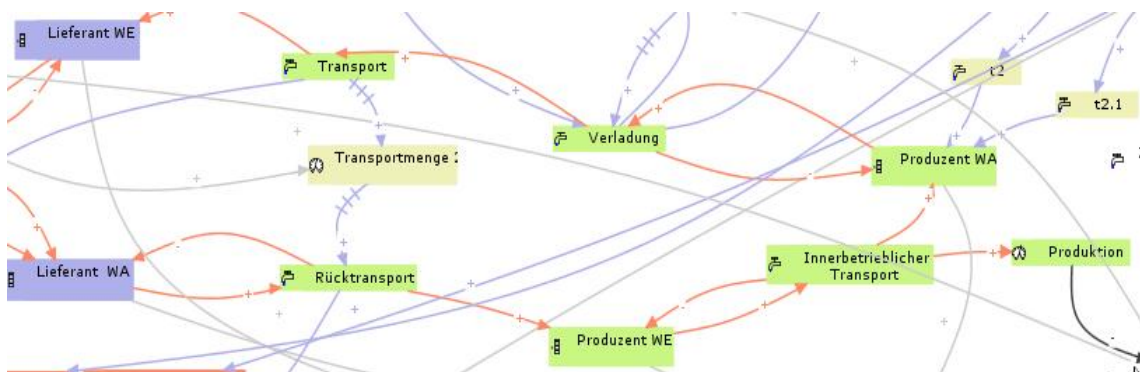 Lieferant WE
Transport
t2
t2.1
Verladung
Transportmenge
Produzent WA
Lieferant WA
Rücktransport
Innerbetrieblicher
Transport
Produktion
Produzent WE